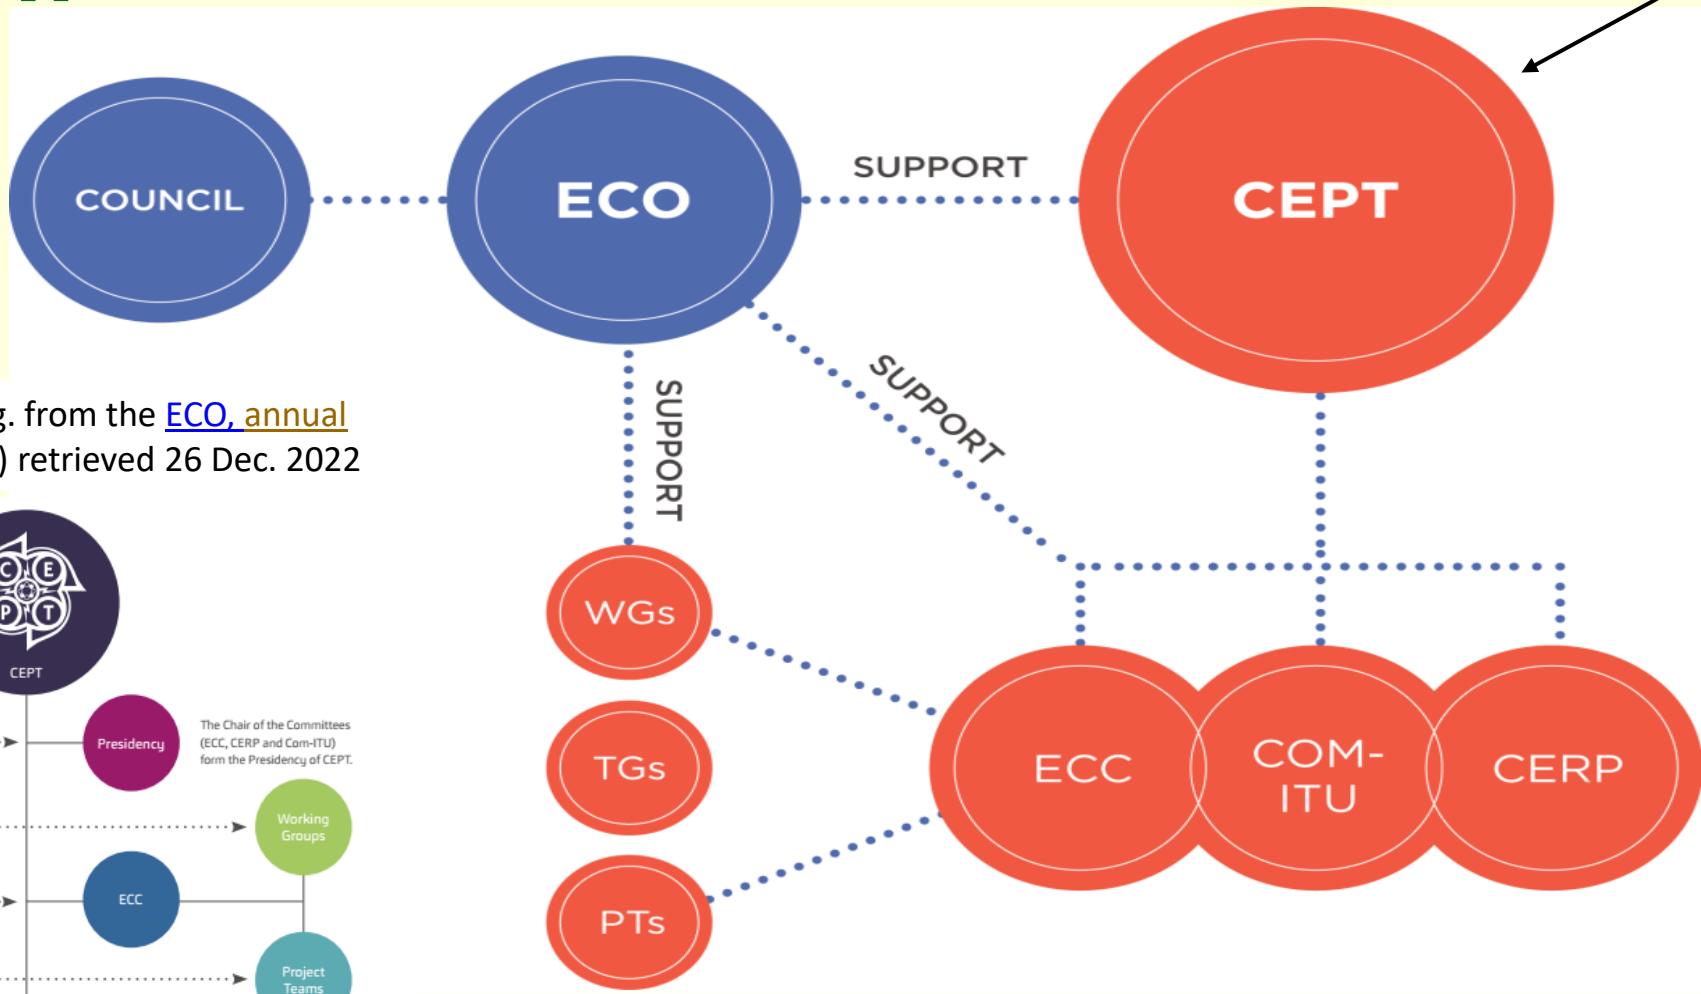 COUNCIL
ECO
SUPPORT
CEPT
SUPPORT
SUPPORT
g. from the ECO, annual
) retrieved 26 Dec. 2022
WGs
TGs
PTs
ECC
COM-
ITU
CERP
C E
P T
CEPT
Presidency
The Chair of the Committees
(ECC, CERP and Com-ITU)
form the Presidency of CEPT.
Working
Groups
ECC
Project
Teams